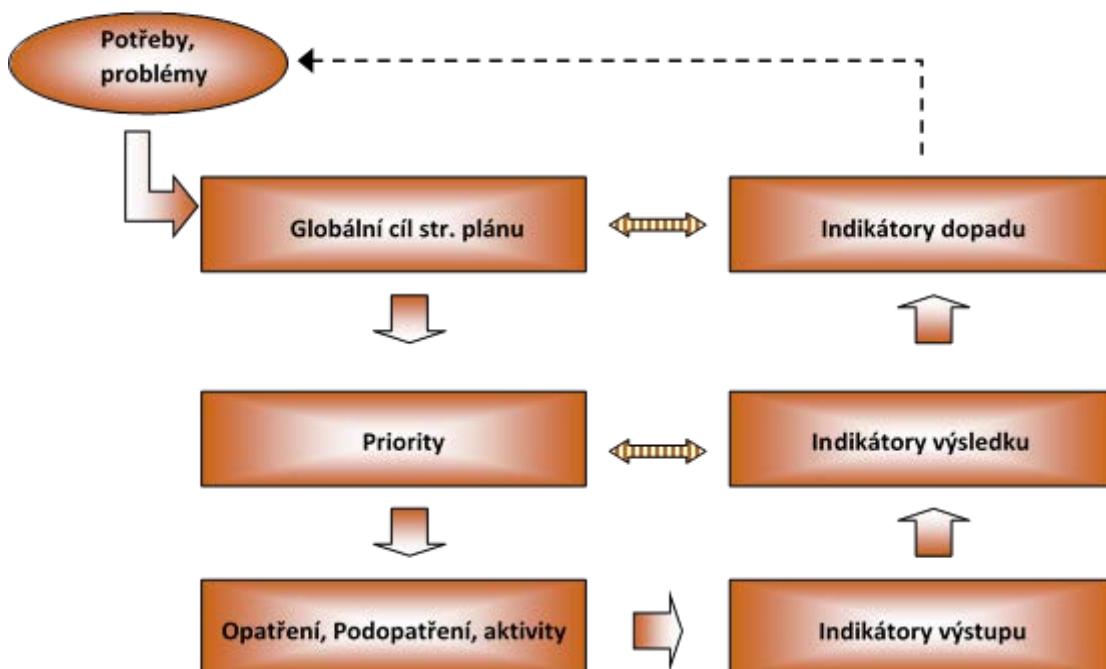 Potřeby,
problémy
Globální cíl str. plánu
Indikátory dopadu
Priority
Indikátory výsledku
Opatření, Podopatření, aktivity
Indikátory výstupu